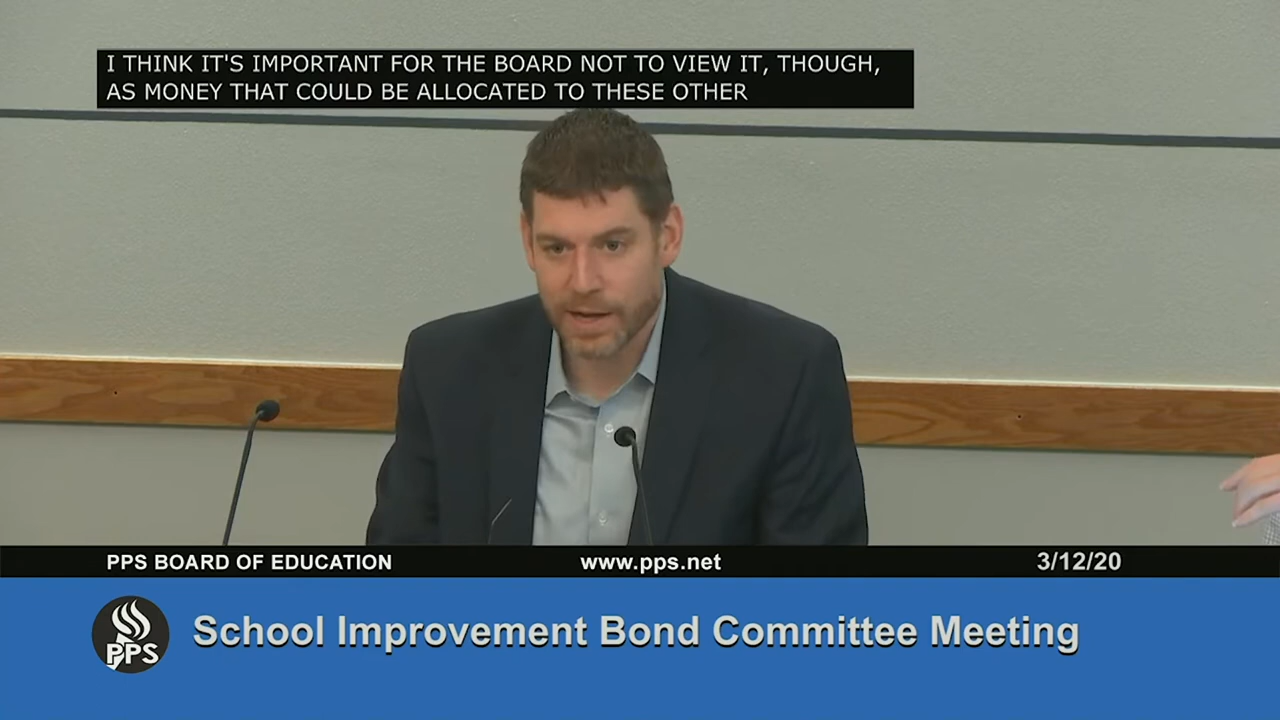 I THINK IT'S IMPORTANT FOR THE BOARD NOT TO VIEW IT, THOUGH,
AS MONEY THAT COULD BE ALLOCATED TO THESE OTHER
PPS BOARD OF EDUCATION www.pps.net 3/12/20
School Improvement Bond Committee Meeting
PPS